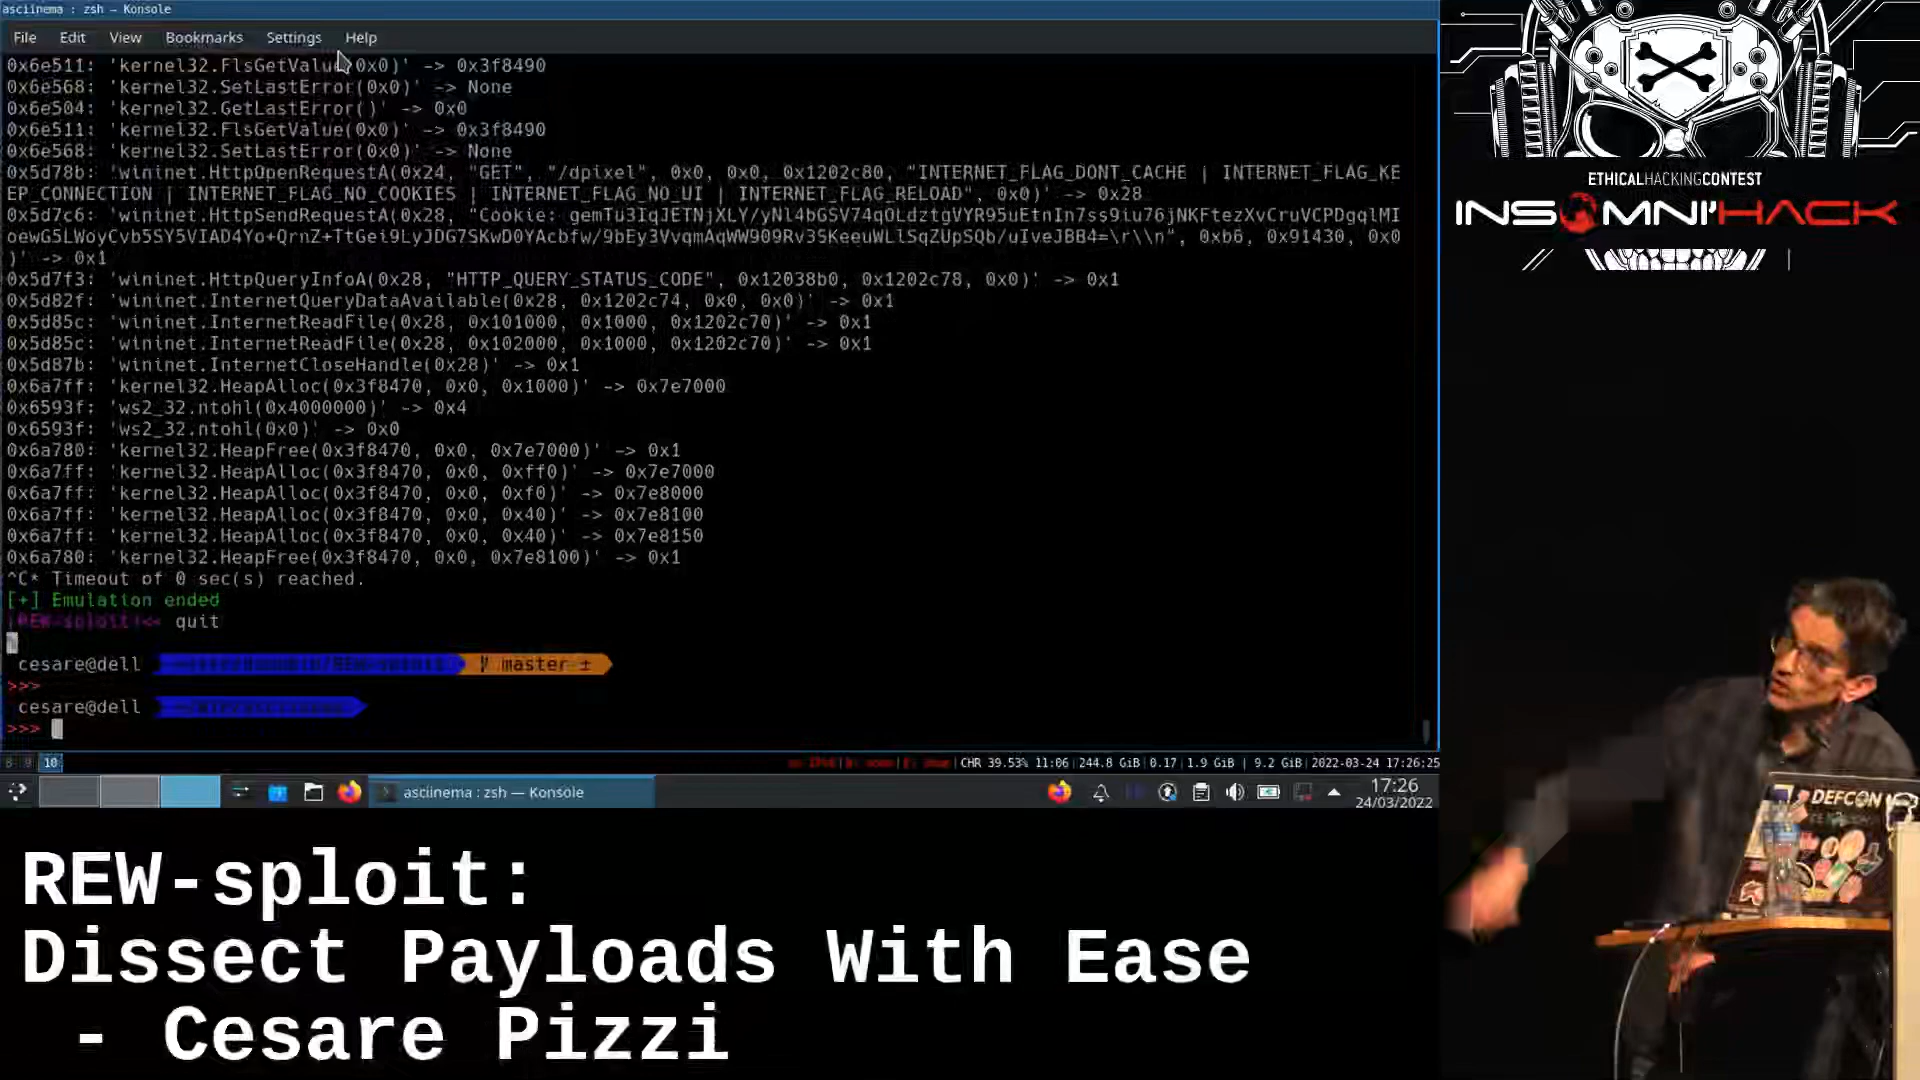 asciinema : zsh — Konsole
File Edit View Bookmarks Settings Help
0x6e511: 'kernel32.FlsGetValue(0x0)' -> 0x3f8490
0x6e568: 'kernel32.SetLastError(0x0)' -> None
0x6e504: 'kernel32.GetLastError()' -> 0x0
0x6e511: 'kernel32.FlsGetValue(0x0)' -> 0x3f8490
0x6e568: 'kernel32.SetLastError(0x0)' -> None
0x5d78b: 'wininet.HttpOpenRequestA(0x24, "GET", "/dpixel", 0x0, 0x0, 0x1202c80, "INTERNET_FLAG_DONT_CACHE | INTERNET_FLAG_KE
EP_CONNECTION | INTERNET_FLAG_NO_COOKIES | INTERNET_FLAG_NO_UI | INTERNET_FLAG_RELOAD", 0x0)' -> 0x28
0x5d7c6: 'wininet.HttpSendRequestA(0x28, "Cookie: gemTu3IqJETNjXLY/yNl4bGSV74qOLdztgVYR95uEtnIn7ss9iu76jNKFtezXvCruVCPDgqlMI
oewG5LWoyCvb5SY5VIAD4Yo+QrnZ+TtGei9LyJDG7SKwD0YAcbfw/9bEy3VvqmAqWW909Rv3SKeeuWLlSqZUpSQb/uIveJBB4=\r\\n", 0xb6, 0x91430, 0x0
)' -> 0x1
0x5d7f3: 'wininet.HttpQueryInfoA(0x28, "HTTP_QUERY_STATUS_CODE", 0x12038b0, 0x1202c78, 0x0)' -> 0x1
0x5d82f: 'wininet.InternetQueryDataAvailable(0x28, 0x1202c74, 0x0, 0x0)' -> 0x1
0x5d85c: 'wininet.InternetReadFile(0x28, 0x101000, 0x1000, 0x1202c70)' -> 0x1
0x5d85c: 'wininet.InternetReadFile(0x28, 0x102000, 0x1000, 0x1202c70)' -> 0x1
0x5d87b: 'wininet.InternetCloseHandle(0x28)' -> 0x1
0x6a7ff: 'kernel32.HeapAlloc(0x3f8470, 0x0, 0x1000)' -> 0x7e7000
0x6593f: 'ws2_32.ntohl(0x4000000)' -> 0x4
0x6593f: 'ws2_32.ntohl(0x0)' -> 0x0
0x6a780: 'kernel32.HeapFree(0x3f8470, 0x0, 0x7e7000)' -> 0x1
0x6a7ff: 'kernel32.HeapAlloc(0x3f8470, 0x0, 0xff0)' -> 0x7e7000
0x6a7ff: 'kernel32.HeapAlloc(0x3f8470, 0x0, 0xf0)' -> 0x7e8000
0x6a7ff: 'kernel32.HeapAlloc(0x3f8470, 0x0, 0x40)' -> 0x7e8100
0x6a7ff: 'kernel32.HeapAlloc(0x3f8470, 0x0, 0x40)' -> 0x7e8150
0x6a780: 'kernel32.HeapFree(0x3f8470, 0x0, 0x7e8100)' -> 0x1
^C* Timeout of 0 sec(s) reached.
[+] Emulation ended
(REW-sploit)<< quit
cesare@dell master ±
>>>
cesare@dell
>>>
8 9 10 CHR 39.53% 11:06 |244.8 GiB|0.17|1.9 GiB | 9.2 GiB|2022-03-24 17:26:25
asciinema : zsh — Konsole
17:26
24/03/2022
ETHICALHACKINGCONTEST
INSOMNI'HACK
DEFCON
REW-sploit:
Dissect Payloads With Ease
- Cesare Pizzi